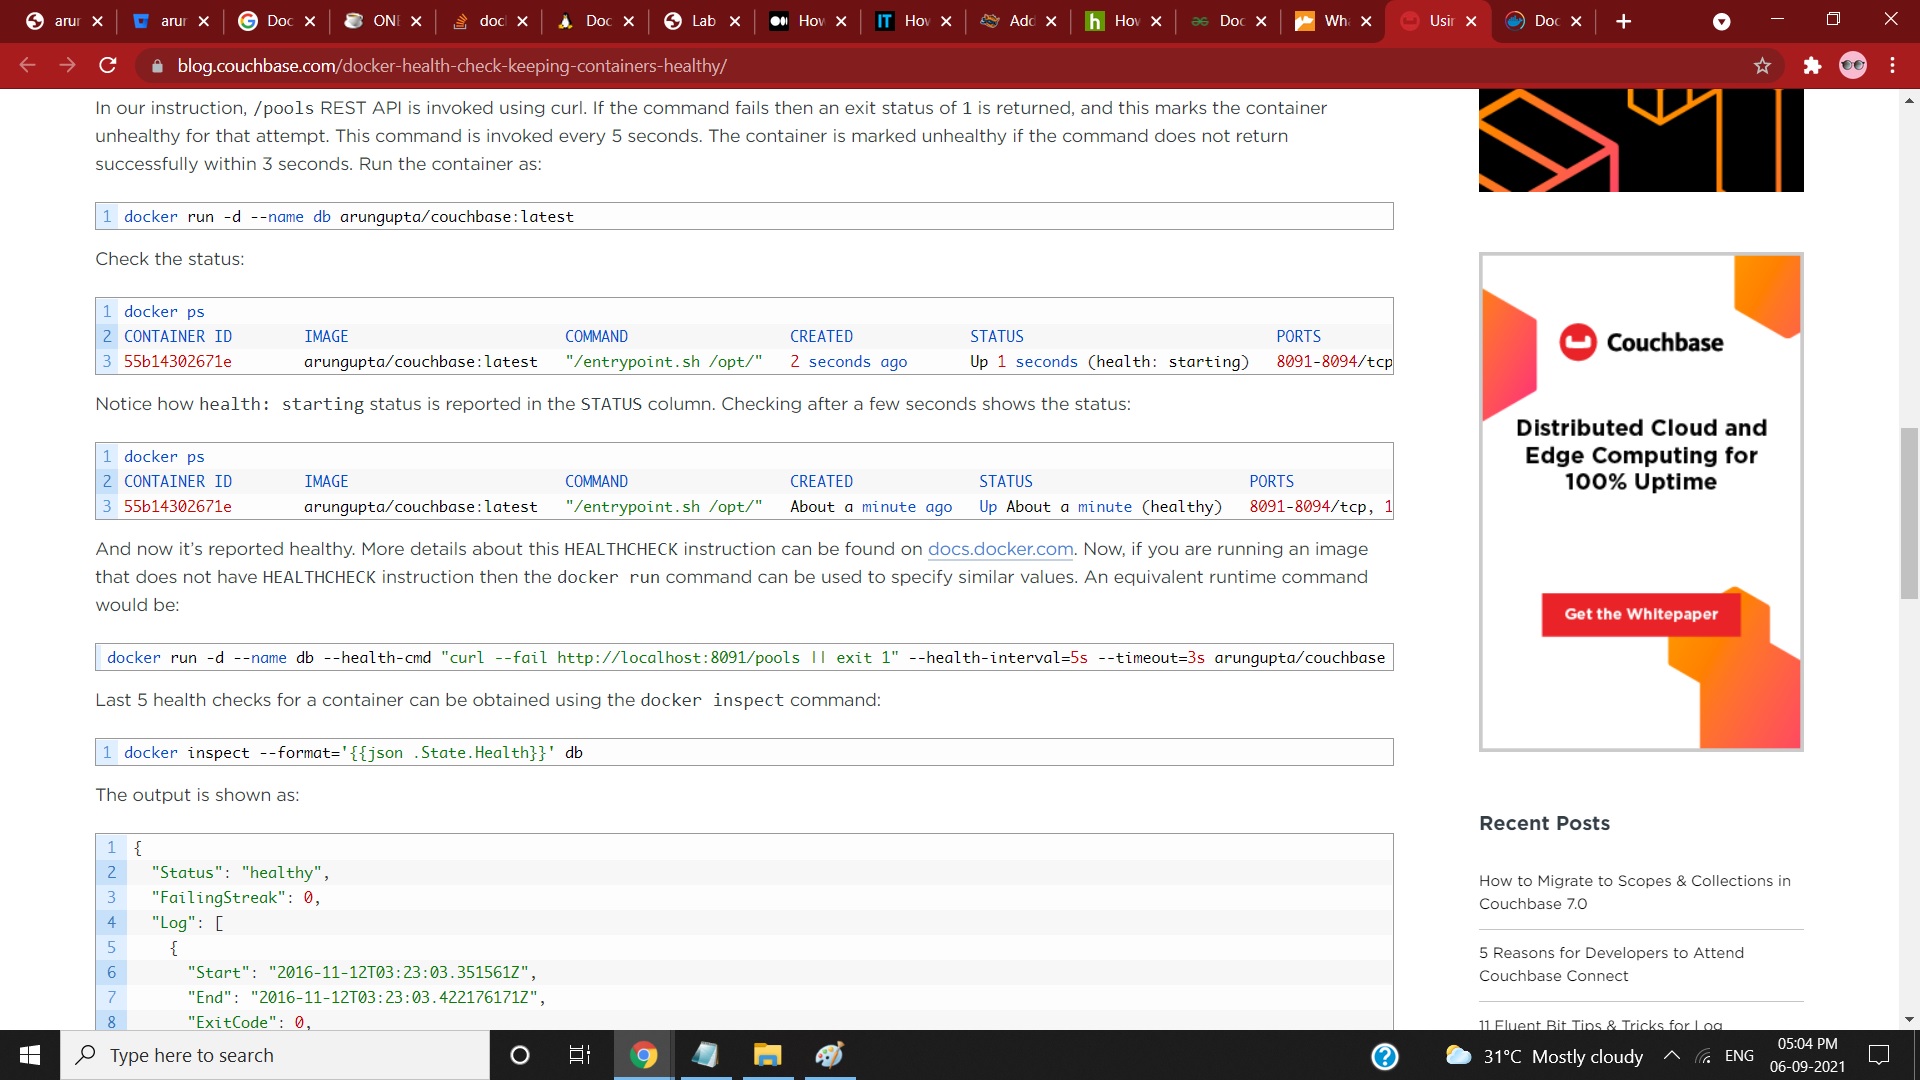 arur
arur
Doc
ONE
docl
Doc
Lab
How
IT
How
Add
h
How
Doc
Wha
Usin
Doc
blog.couchbase.com/docker-health-check-keeping-containers-healthy/
In our instruction, /pools REST API is invoked using curl. If the command fails then an exit status of 1 is returned, and this marks the container
unhealthy for that attempt. This command is invoked every 5 seconds. The container is marked unhealthy if the command does not return
successfully within 3 seconds. Run the container as:
1 docker run -d --name db arungupta/couchbase:latest
Check the status:
1 docker ps
2 CONTAINER ID IMAGE COMMAND CREATED STATUS PORTS
3 55b14302671e arungupta/couchbase:latest "/entrypoint.sh /opt/" 2 seconds ago Up 1 seconds (health: starting) 8091-8094/tcp
Notice how health: starting status is reported in the STATUS column. Checking after a few seconds shows the status:
1 docker ps
2 CONTAINER ID IMAGE COMMAND CREATED STATUS PORTS
3 55b14302671e arungupta/couchbase:latest "/entrypoint.sh /opt/" About a minute ago Up About a minute (healthy) 8091-8094/tcp, 1
And now it’s reported healthy. More details about this HEALTHCHECK instruction can be found on docs.docker.com. Now, if you are running an image
that does not have HEALTHCHECK instruction then the docker run command can be used to specify similar values. An equivalent runtime command
would be:
docker run -d --name db --health-cmd "curl --fail http://localhost:8091/pools || exit 1" --health-interval=5s --timeout=3s arungupta/couchbase
Last 5 health checks for a container can be obtained using the docker inspect command:
1 docker inspect --format='{{json .State.Health}}' db
The output is shown as:
1 {
2 "Status": "healthy",
3 "FailingStreak": 0,
4 "Log": [
5 {
6 "Start": "2016-11-12T03:23:03.351561Z",
7 "End": "2016-11-12T03:23:03.422176171Z",
8 "ExitCode": 0,
Couchbase
Distributed Cloud and
Edge Computing for
100% Uptime
Get the Whitepaper
Recent Posts
How to Migrate to Scopes & Collections in
Couchbase 7.0
5 Reasons for Developers to Attend
Couchbase Connect
11 Fluent Bit Tips & Tricks for Log
Type here to search
31°C Mostly cloudy
ENG
05:04 PM
06-09-2021